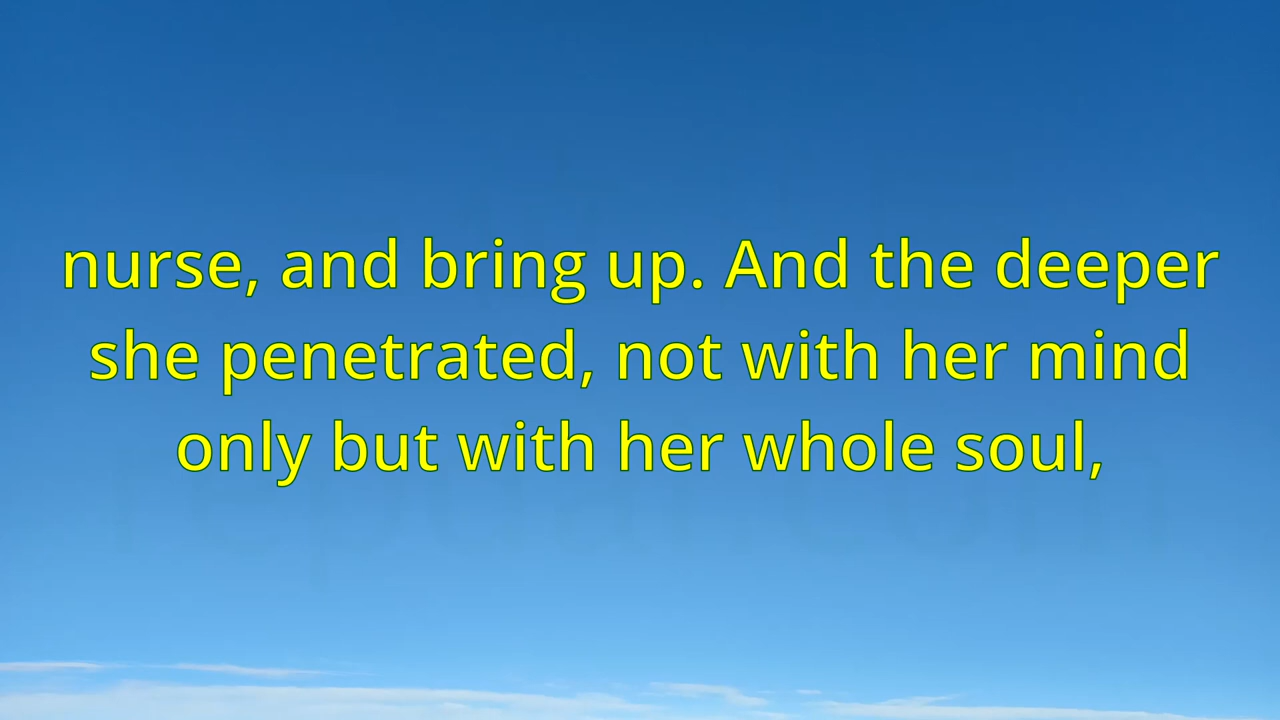 nurse, and bring up. And the deeper
she penetrated, not with her mind
only but with her whole soul,